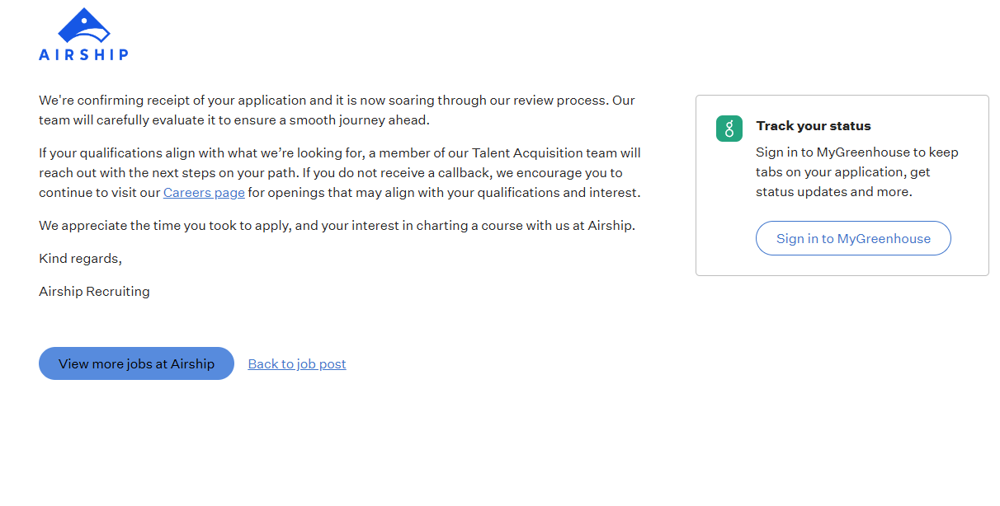 AIRSHIP
We're confirming receipt of your application and it is now soaring through our review process. Our
team will carefully evaluate it to ensure a smooth journey ahead.
If your qualifications align with what we’re looking for, a member of our Talent Acquisition team will
reach out with the next steps on your path. If you do not receive a callback, we encourage you to
continue to visit our Careers page for openings that may align with your qualifications and interest.
We appreciate the time you took to apply, and your interest in charting a course with us at Airship.
Kind regards,
Airship Recruiting
View more jobs at Airship
Back to job post
Track your status
Sign in to MyGreenhouse to keep
tabs on your application, get
status updates and more.
Sign in to MyGreenhouse